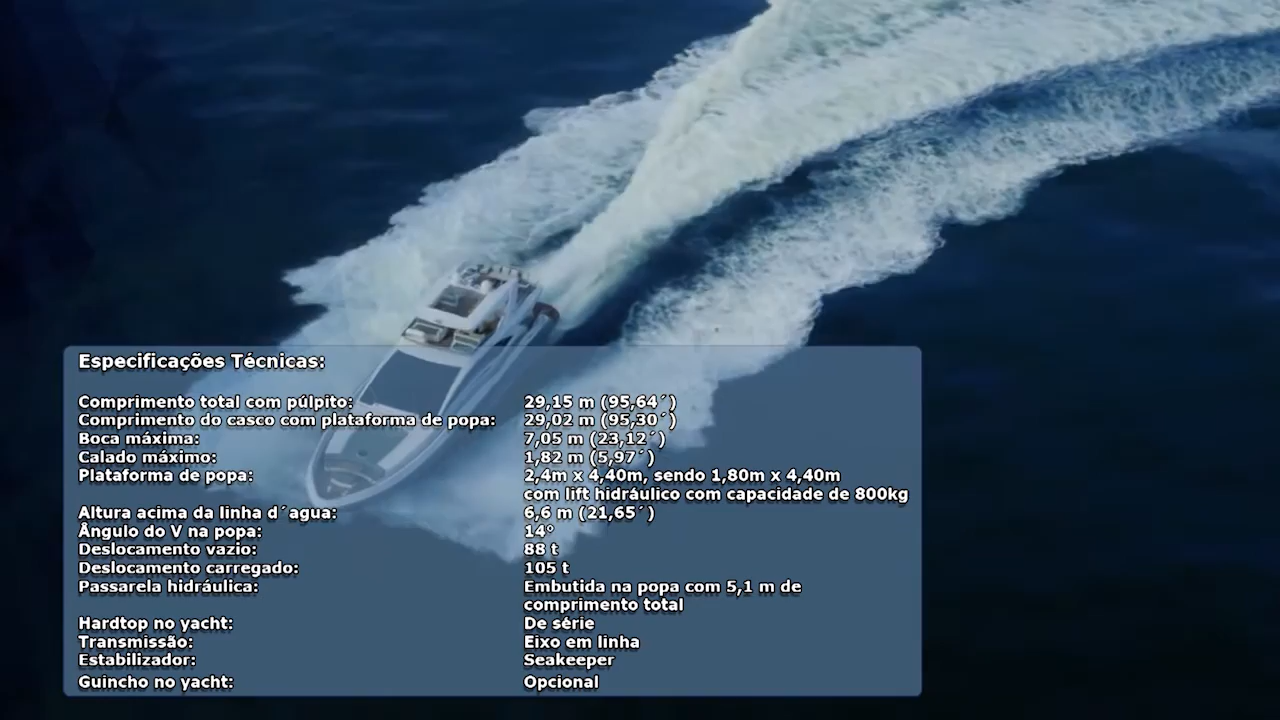 Especificações Técnicas:
Comprimento total com púlpito: 29,15 m (95,64´)
Comprimento do casco com plataforma de popa: 29,02 m (95,30´)
Boca máxima: 7,05 m (23,12´)
Calado máximo: 1,82 m (5,97´)
Plataforma de popa: 2,4m x 4,40m, sendo 1,80m x 4,40m
com lift hidráulico com capacidade de 800kg
Altura acima da linha d´agua: 6,6 m (21,65´)
Ângulo do V na popa: 14º
Deslocamento vazio: 88 t
Deslocamento carregado: 105 t
Passarela hidráulica: Embutida na popa com 5,1 m de
comprimento total
Hardtop no yacht: De série
Transmissão: Eixo em linha
Estabilizador: Seakeeper
Guincho no yacht: Opcional